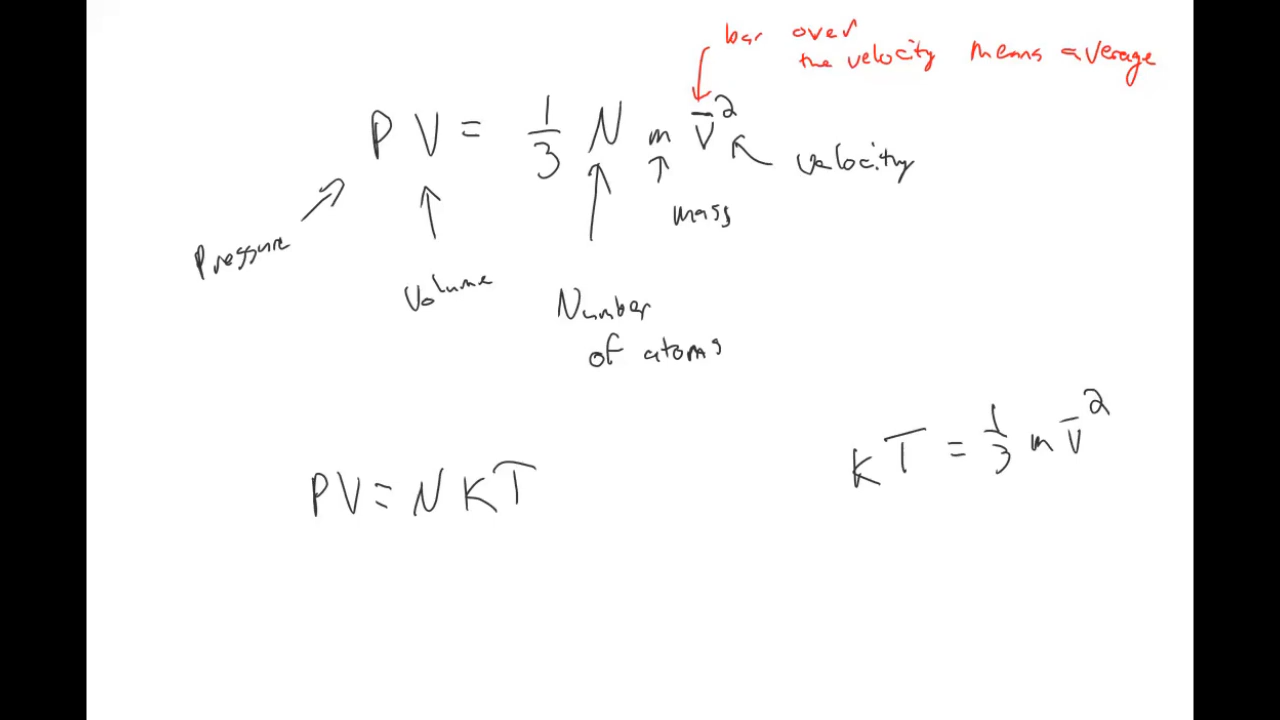 bar over
the velocity means average
PV = 1/3 N m v̄²
velocity
mass
Pressure
Volume
Number
of atoms
kT = 1/3 m v̄²
PV = NKT